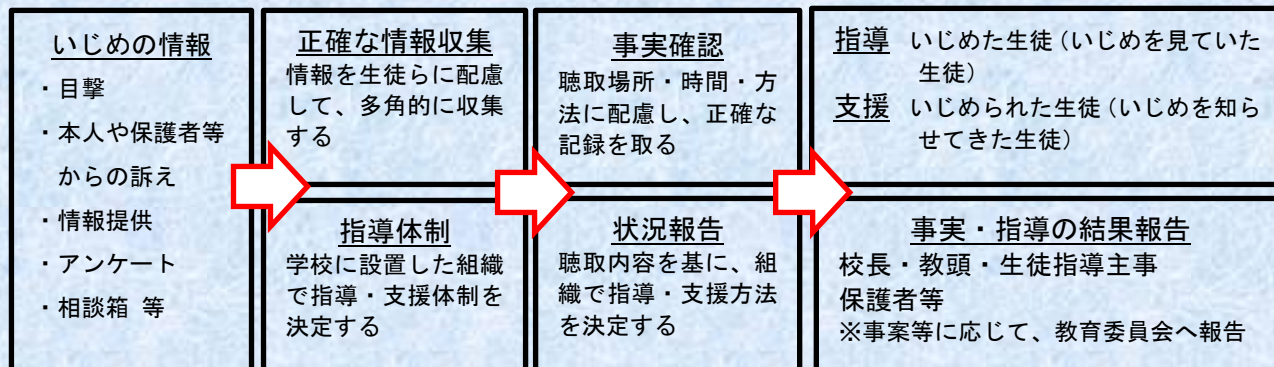 いじめの情報
・目撃
・本人や保護者等
からの訴え
・情報提供
・アンケート
・相談箱 等
正確な情報収集
情報を生徒らに配慮
して、多角的に収集
する
指導体制
学校に設置した組織
で指導・支援体制を
決定する
事実確認
聴取場所・時間・方
法に配慮し、正確な
記録を取る
状況報告
聴取内容を基に、組
織で指導・支援方法
を決定する
指導 いじめた生徒（いじめを見ていた
生徒）
支援 いじめられた生徒（いじめを知ら
せてきた生徒）
事実・指導の結果報告
校長・教頭・生徒指導主事
保護者等
※事案等に応じて、教育委員会へ報告